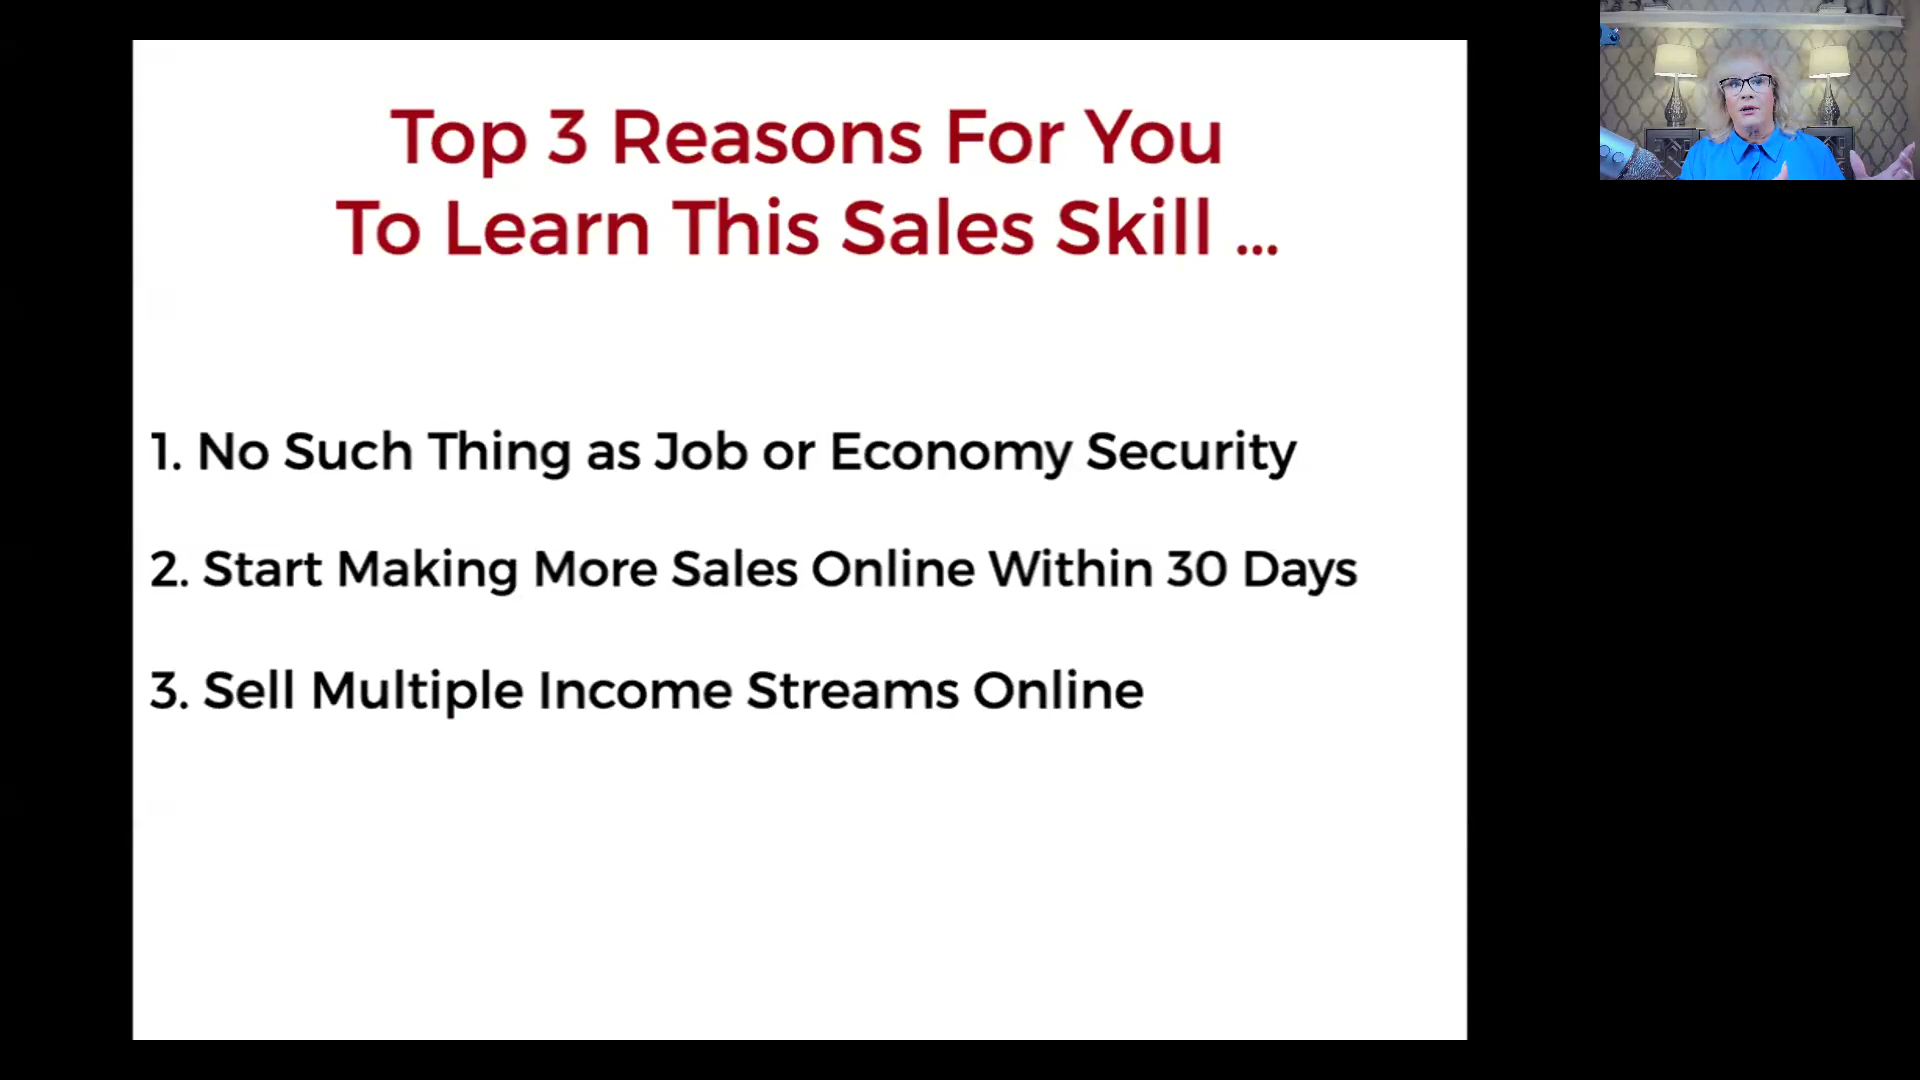 Top 3 Reasons For You
To Learn This Sales Skill ...
1. No Such Thing as Job or Economy Security
2. Start Making More Sales Online Within 30 Days
3. Sell Multiple Income Streams Online